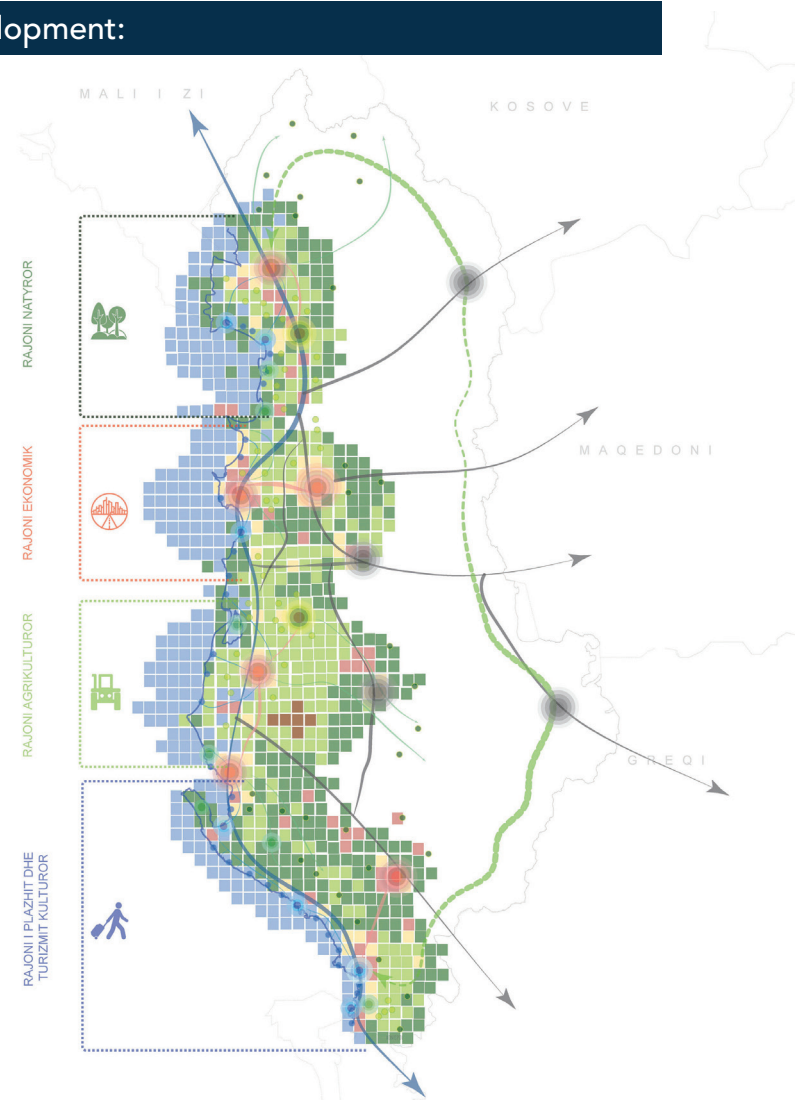 lopment:
MALI I ZI
KOSOVE
RAJONI NATYROR
RAJONI EKONOMIK
MAQEDONI
RAJONI AGRIKULTUROR
GREQI
RAJONI I PLAZHIT DHE
TURIZMIT KULTUROR